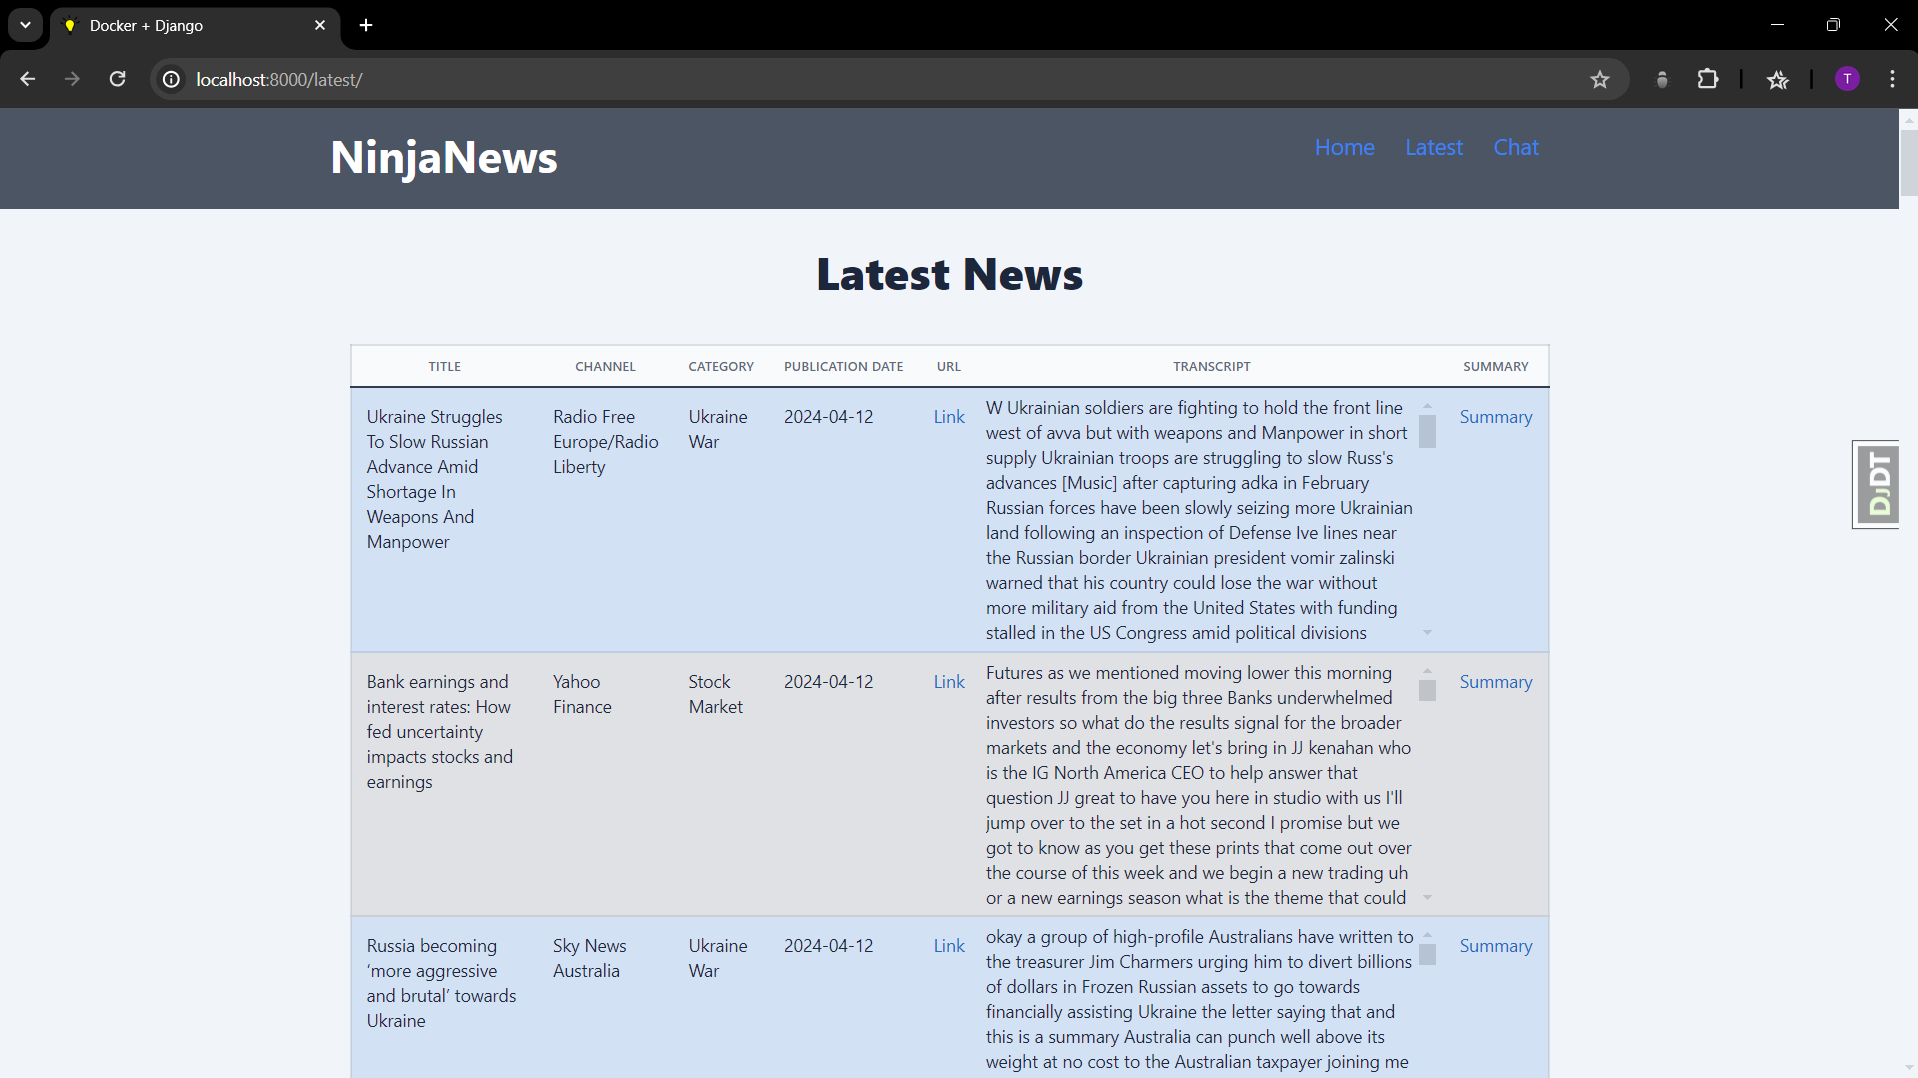 Docker + Django
localhost:8000/latest/
T
NinjaNews
Home Latest Chat
Latest News
TITLE CHANNEL CATEGORY PUBLICATION DATE URL TRANSCRIPT SUMMARY
Ukraine Struggles
To Slow Russian
Advance Amid
Shortage In
Weapons And
Manpower
Radio Free
Europe/Radio
Liberty
Ukraine
War
2024-04-12
Link
W Ukrainian soldiers are fighting to hold the front line
west of avva but with weapons and Manpower in short
supply Ukrainian troops are struggling to slow Russ's
advances [Music] after capturing adka in February
Russian forces have been slowly seizing more Ukrainian
land following an inspection of Defense Ive lines near
the Russian border Ukrainian president vomir zalinski
warned that his country could lose the war without
more military aid from the United States with funding
stalled in the US Congress amid political divisions
Summary
Bank earnings and
interest rates: How
fed uncertainty
impacts stocks and
earnings
Yahoo
Finance
Stock
Market
2024-04-12
Link
Futures as we mentioned moving lower this morning
after results from the big three Banks underwhelmed
investors so what do the results signal for the broader
markets and the economy let's bring in JJ kenahan who
is the IG North America CEO to help answer that
question JJ great to have you here in studio with us I'll
jump over to the set in a hot second I promise but we
got to know as you get these prints that come out over
the course of this week and we begin a new trading uh
or a new earnings season what is the theme that could
Summary
Russia becoming
‘more aggressive
and brutal’ towards
Ukraine
Sky News
Australia
Ukraine
War
2024-04-12
Link
okay a group of high-profile Australians have written to
the treasurer Jim Charmers urging him to divert billions
of dollars in Frozen Russian assets to go towards
financially assisting Ukraine the letter saying that and
this is a summary Australia can punch well above its
weight at no cost to the Australian taxpayer joining me
Summary
DJDT